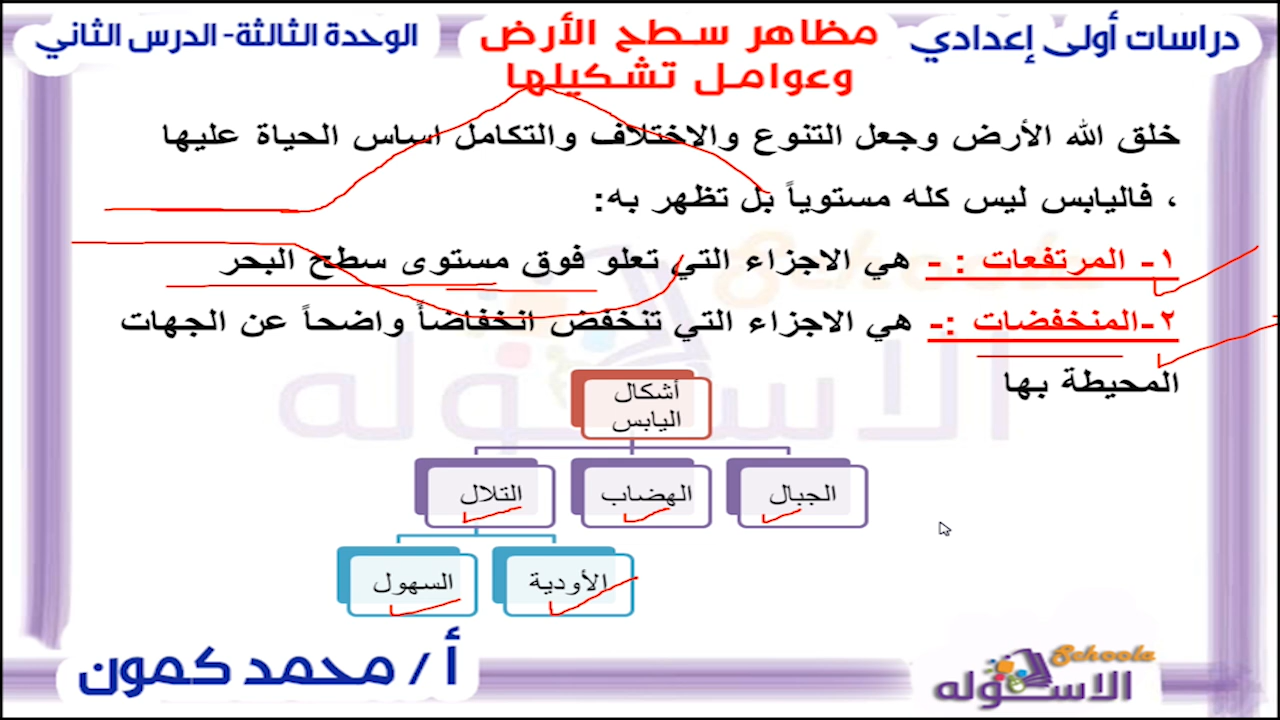 دراسات أولى إعدادي
مظاهر سطح الأرض
وعوامل تشكيلها
الوحدة الثالثة- الدرس الثاني
خلق الله الأرض وجعل التنوع والاختلاف والتكامل اساس الحياة عليها
، فاليابس ليس كله مستوياً بل تظهر به:
١- المرتفعات : - هي الاجزاء التي تعلو فوق مستوى سطح البحر
٢-المنخفضات :- هي الاجزاء التي تنخفض انخفاضاً واضحاً عن الجهات
المحيطة بها
أشكال
اليابس
الجبال
الهضاب
التلال
الأودية
السهول
أ / محمد كمون
Schoola
الاسكوله